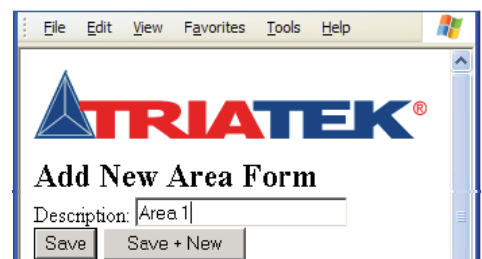 File Edit View Favorites Tools Help
TRIATEK®
Add New Area Form
Description: Area 1
Save Save + New